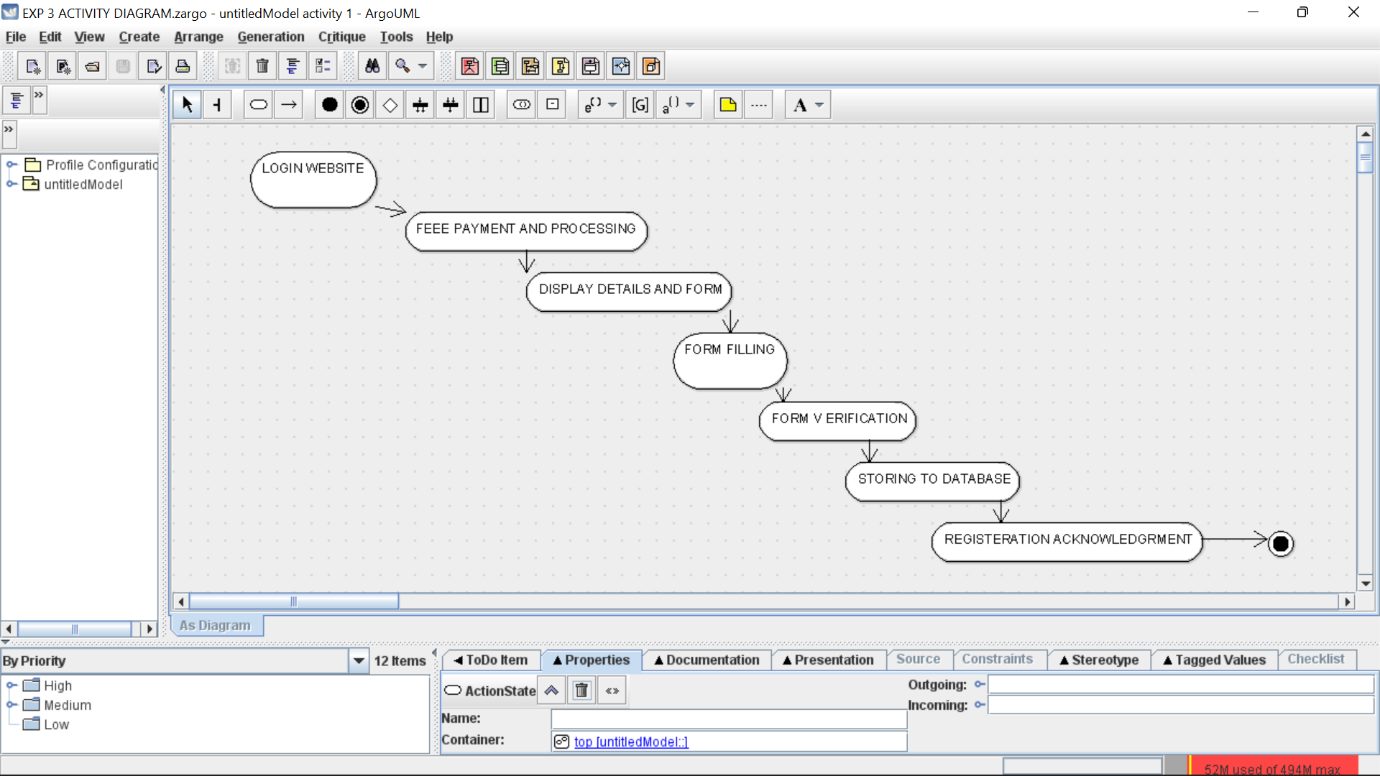 EXP 3 ACTIVITY DIAGRAM.zargo - untitledModel activity 1 - ArgoUML
File Edit View Create Arrange Generation Critique Tools Help
Profile Configuratio
untitledModel
LOGIN WEBSITE
FEEE PAYMENT AND PROCESSING
DISPLAY DETAILS AND FORM
FORM FILLING
FORM V ERIFICATION
STORING TO DATABASE
REGISTERATION ACKNOWLEDGRMENT
As Diagram
By Priority 12 Items
High
Medium
Low
ToDo Item Properties Documentation Presentation Source Constraints Stereotype Tagged Values Checklist
ActionState
Name:
Container: top [untitledModel::]
Outgoing:
Incoming:
52M used of 494M max